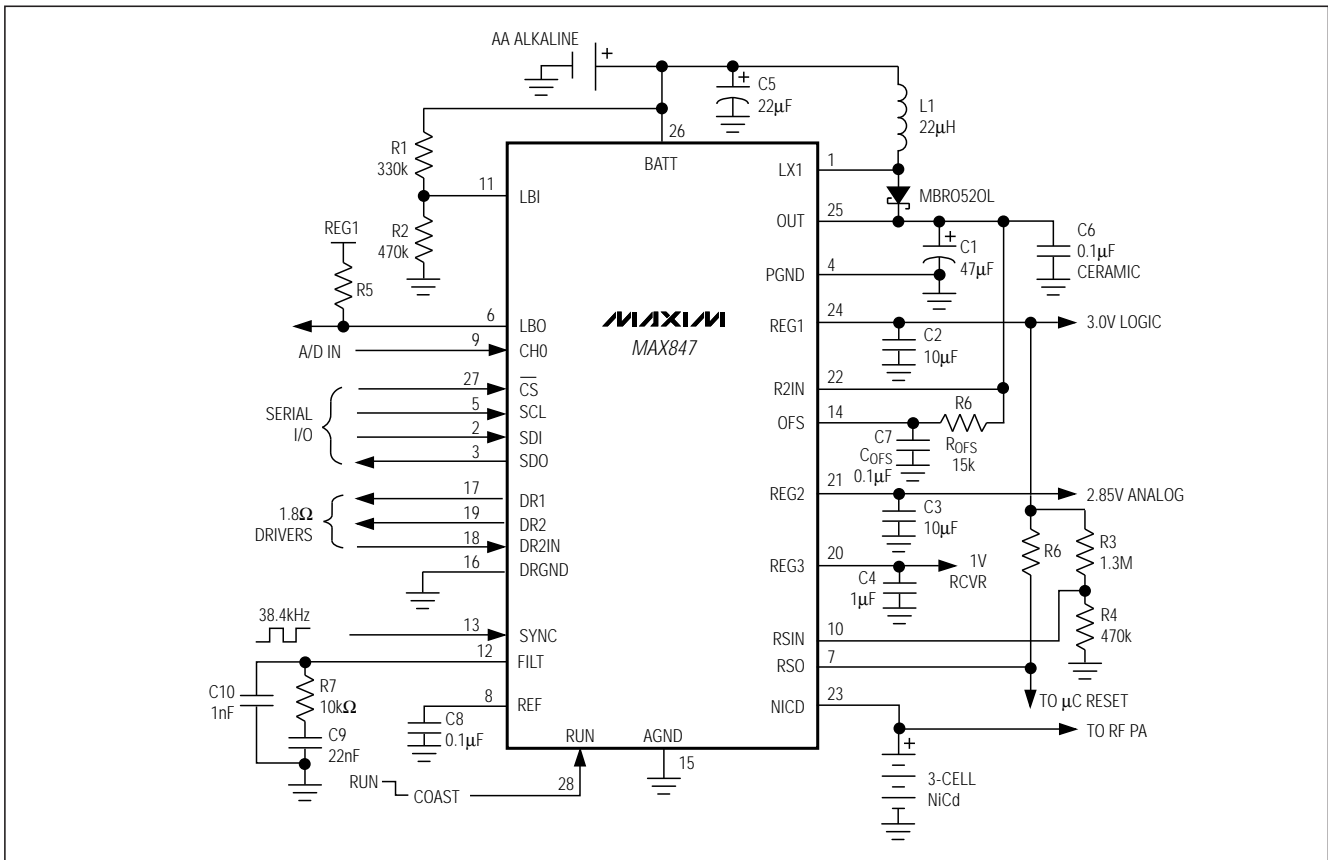 AA ALKALINE
+
+
C5
22µF
L1
22µH
26
R1
330k
BATT
LX1
1
MBRO520L
11
LBI
OUT
25
REG1
R2
470k
+
C1
47µF
C6
0.1µF
CERAMIC
PGND
4
R5
6
LBO
MAXIM
MAX847
REG1
24
3.0V LOGIC
A/D IN
9
CH0
C2
10µF
27
CS
R2IN
22
SERIAL
I/O
5
SCL
OFS
14
R6
2
SDI
C7
COFS
0.1µF
ROFS
15k
3
SDO
REG2
21
2.85V ANALOG
17
DR1
1.8Ω
DRIVERS
19
DR2
C3
10µF
18
DR2IN
R6
R3
1.3M
16
DRGND
REG3
20
1V
RCVR
C4
1µF
38.4kHz
13
SYNC
RSIN
10
R4
470k
12
FILT
RSO
7
C10
1nF
R7
10kΩ
8
REF
NICD
23
TO µC RESET
C8
0.1µF
TO RF PA
C9
22nF
RUN
AGND
+
15
3-CELL
NiCd
RUN
COAST
28